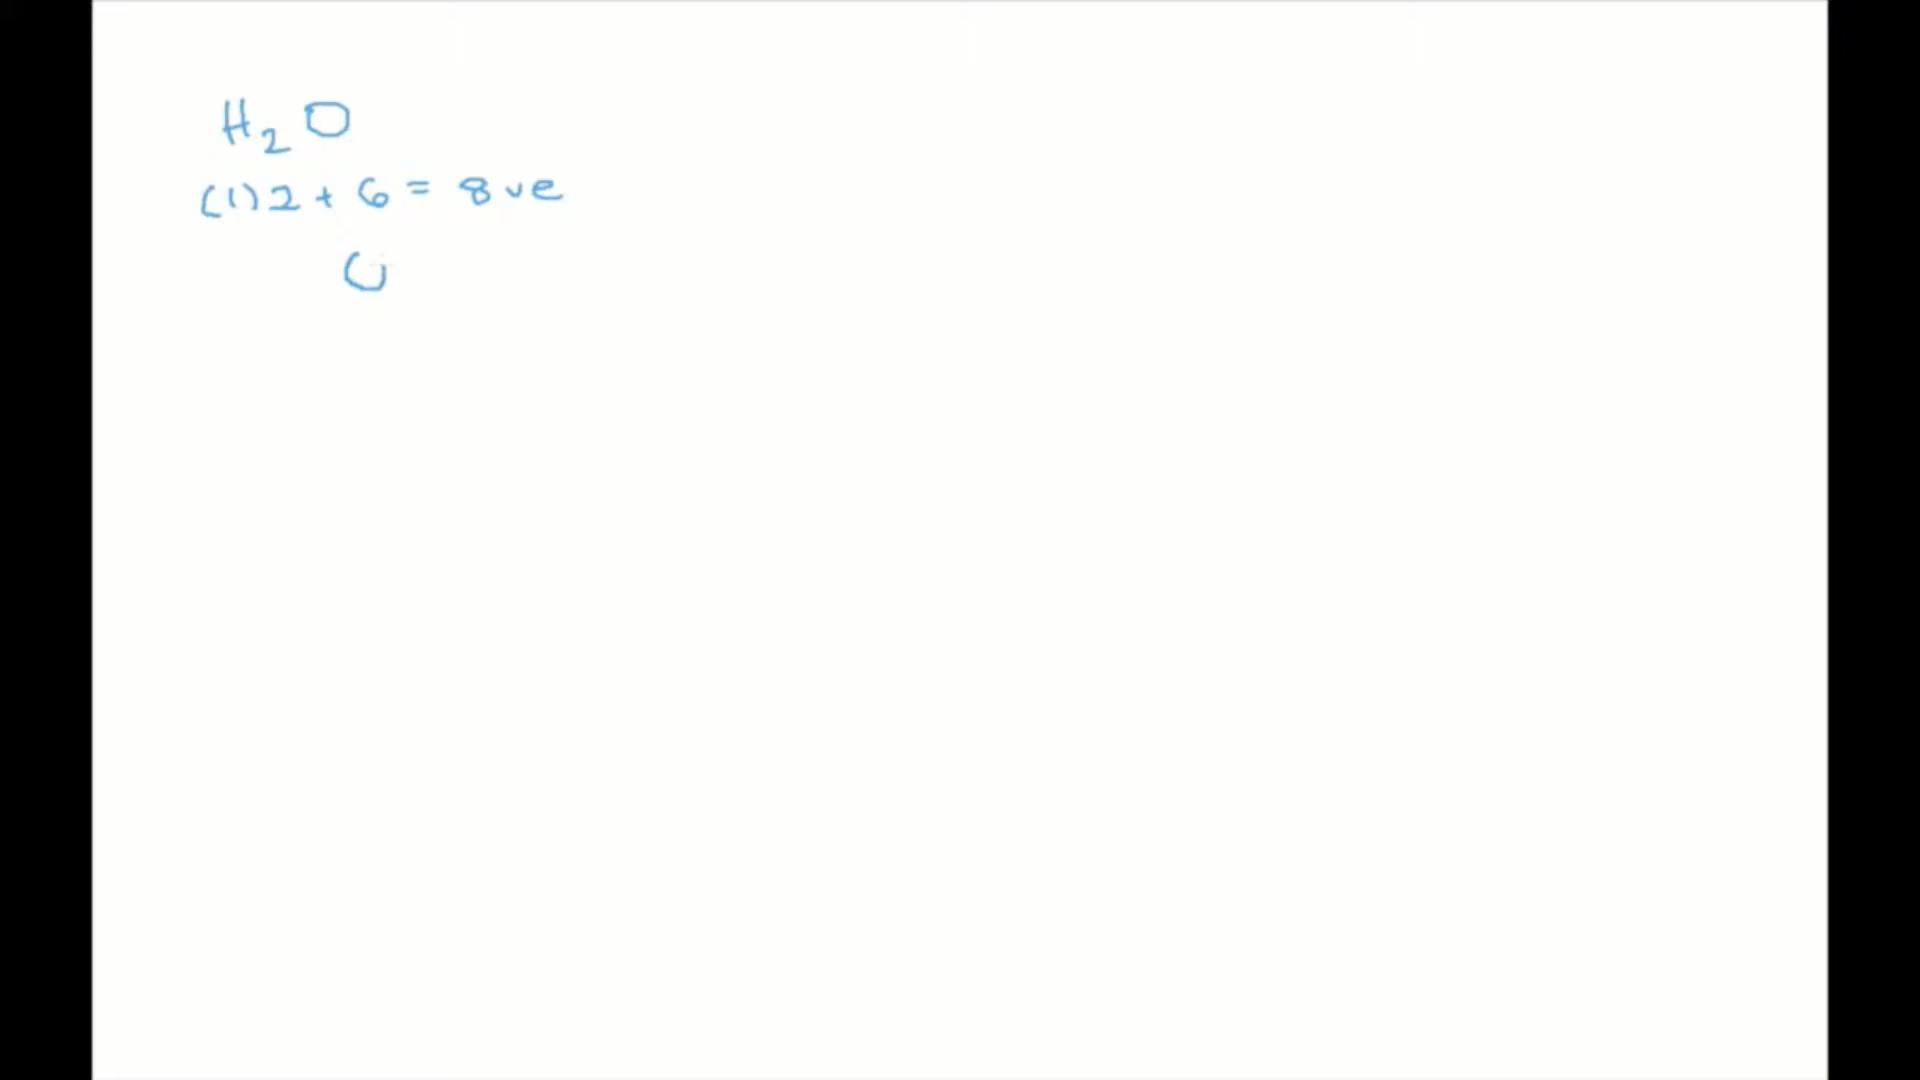 H₂O
(1)2 + 6 = 8 ve